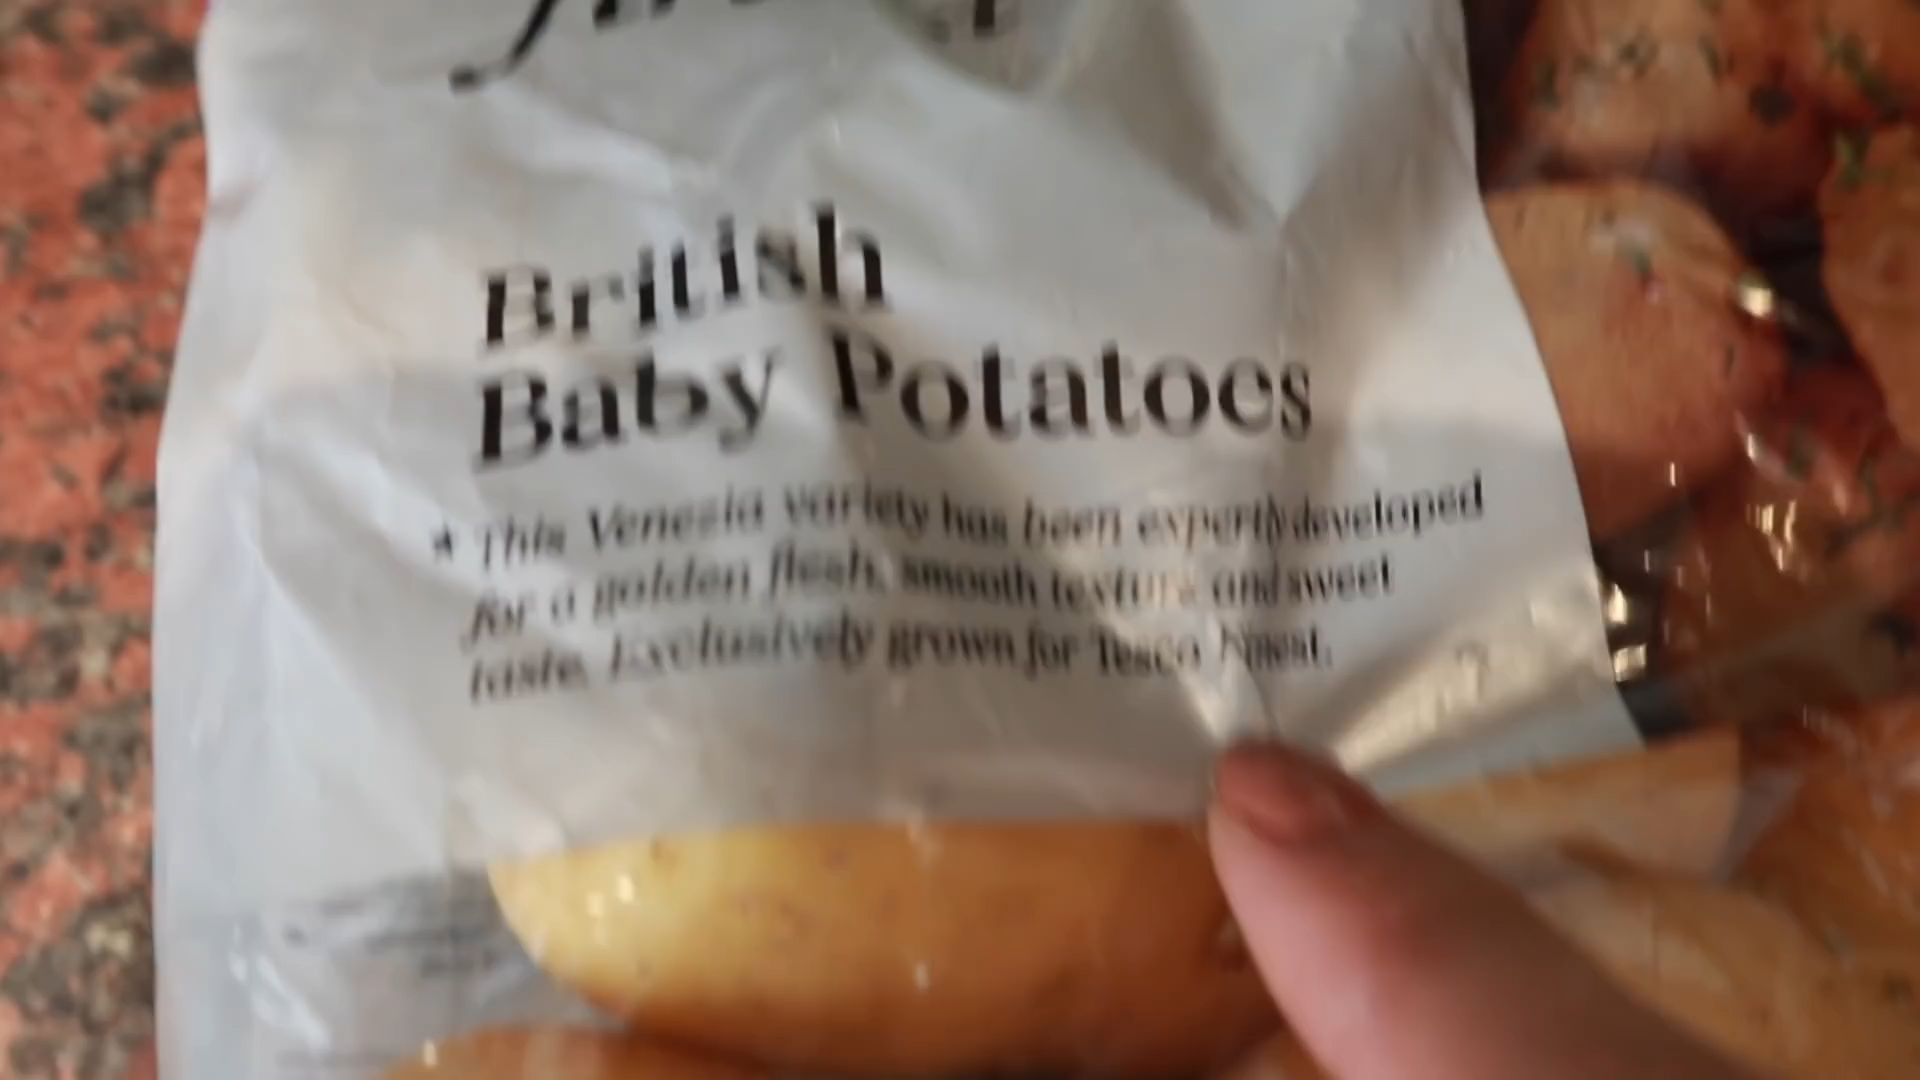 British
Baby Potatoes
* This Venezia variety has been expertly developed
for a golden flesh, smooth texture and sweet
taste. Exclusively grown for Tesco Finest.